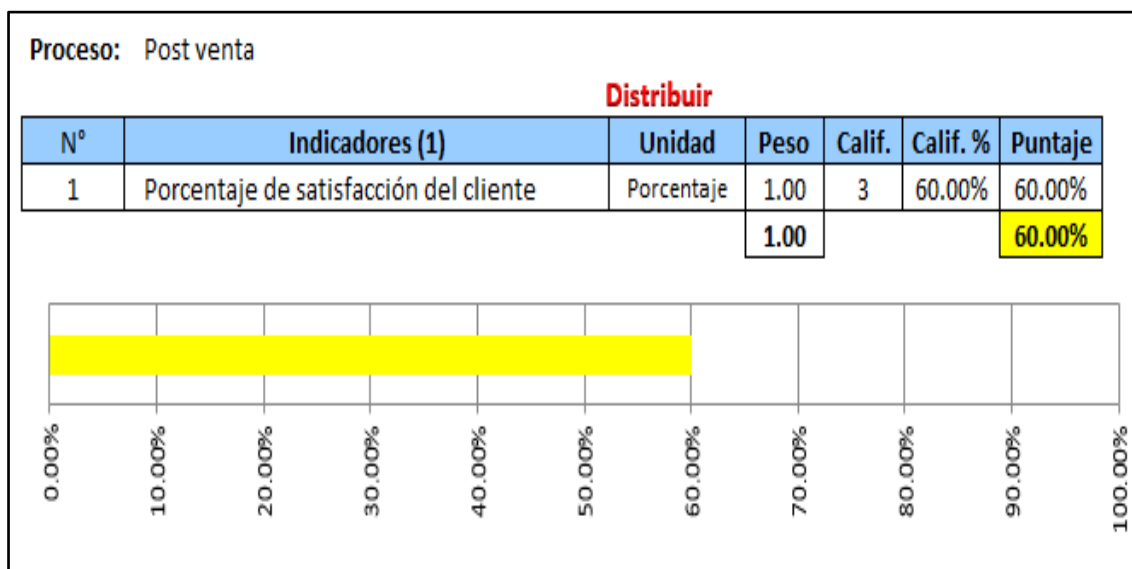 Proceso: Post venta
Distribuir
N° Indicadores (1) Unidad Peso Calif. Calif. % Puntaje
1 Porcentaje de satisfacción del cliente Porcentaje 1.00 3 60.00% 60.00%
1.00 60.00%
0.00% 10.00% 20.00% 30.00% 40.00% 50.00% 60.00% 70.00% 80.00% 90.00% 100.00%